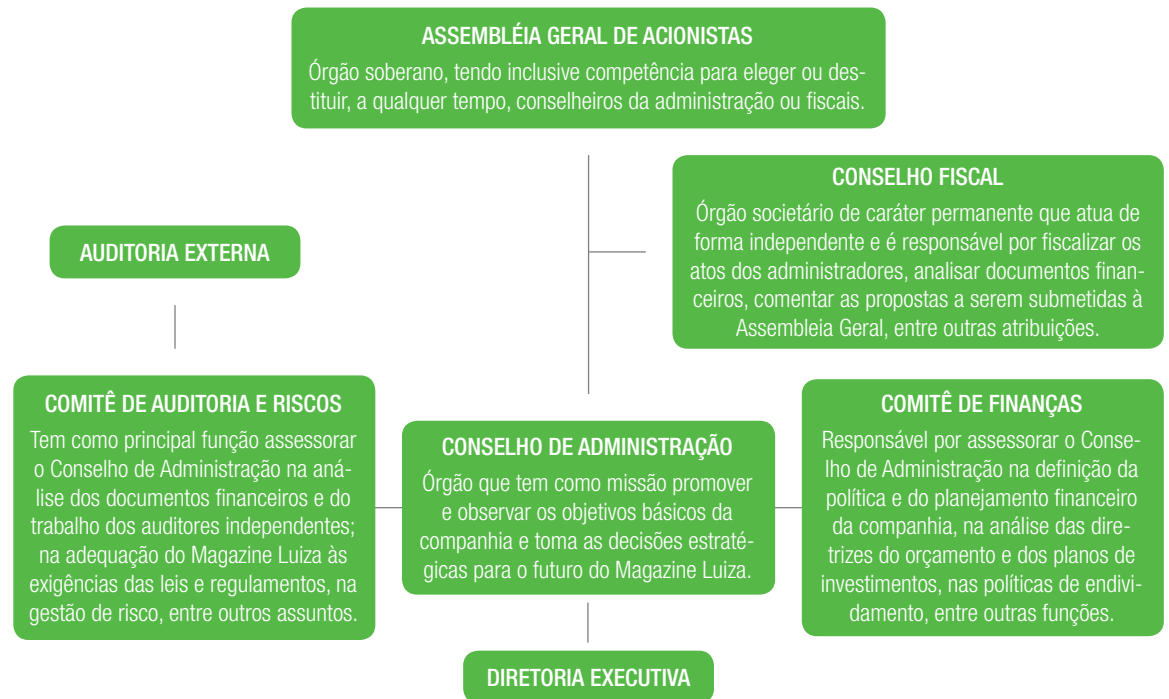 ASSEMBLÉIA GERAL DE ACIONISTAS
Órgão soberano, tendo inclusive competência para eleger ou des-
tituir, a qualquer tempo, conselheiros da administração ou fiscais.
CONSELHO FISCAL
Órgão societário de caráter permanente que atua de
forma independente e é responsável por fiscalizar os
atos dos administradores, analisar documentos finan-
ceiros, comentar as propostas a serem submetidas à
Assembleia Geral, entre outras atribuições.
AUDITORIA EXTERNA
COMITÊ DE AUDITORIA E RISCOS
Tem como principal função assessorar
o Conselho de Administração na aná-
lise dos documentos financeiros e do
trabalho dos auditores independentes;
na adequação do Magazine Luiza às
exigências das leis e regulamentos, na
gestão de risco, entre outros assuntos.
CONSELHO DE ADMINISTRAÇÃO
Órgão que tem como missão promover
e observar os objetivos básicos da
companhia e toma as decisões estraté-
gicas para o futuro do Magazine Luiza.
COMITÊ DE FINANÇAS
Responsável por assessorar o Conse-
lho de Administração na definição da
política e do planejamento financeiro
da companhia, na análise das dire-
trizes do orçamento e dos planos de
investimentos, nas políticas de endivi-
damento, entre outras funções.
DIRETORIA EXECUTIVA